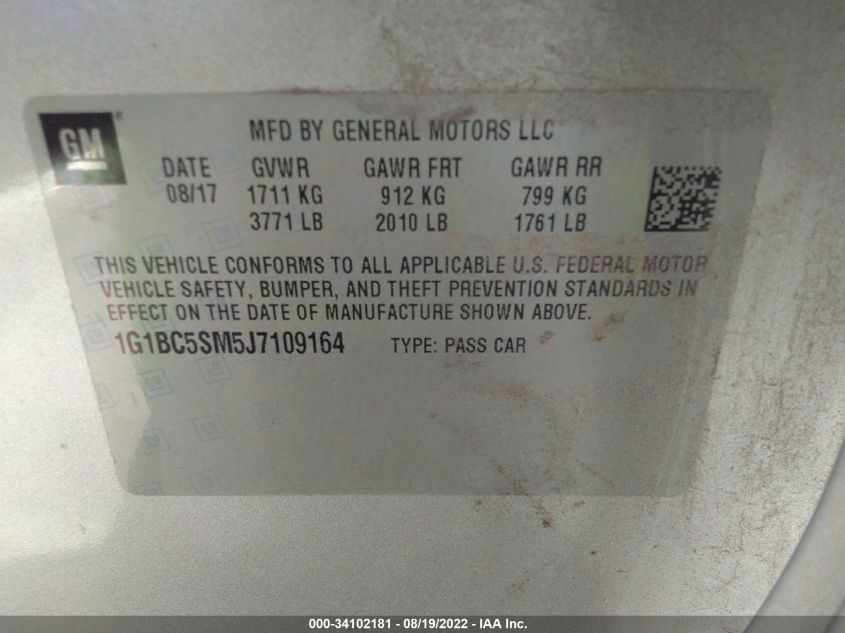 GM
®
MFD BY GENERAL MOTORS LLC
DATE GVWR GAWR FRT GAWR RR
08/17 1711 KG 912 KG 799 KG
3771 LB 2010 LB 1761 LB
THIS VEHICLE CONFORMS TO ALL APPLICABLE U.S. FEDERAL MOTOR
VEHICLE SAFETY, BUMPER, AND THEFT PREVENTION STANDARDS IN
EFFECT ON THE DATE OF MANUFACTURE SHOWN ABOVE.
1G1BC5SM5J7109164 TYPE: PASS CAR
000-34102181 - 08/19/2022 - IAA Inc.